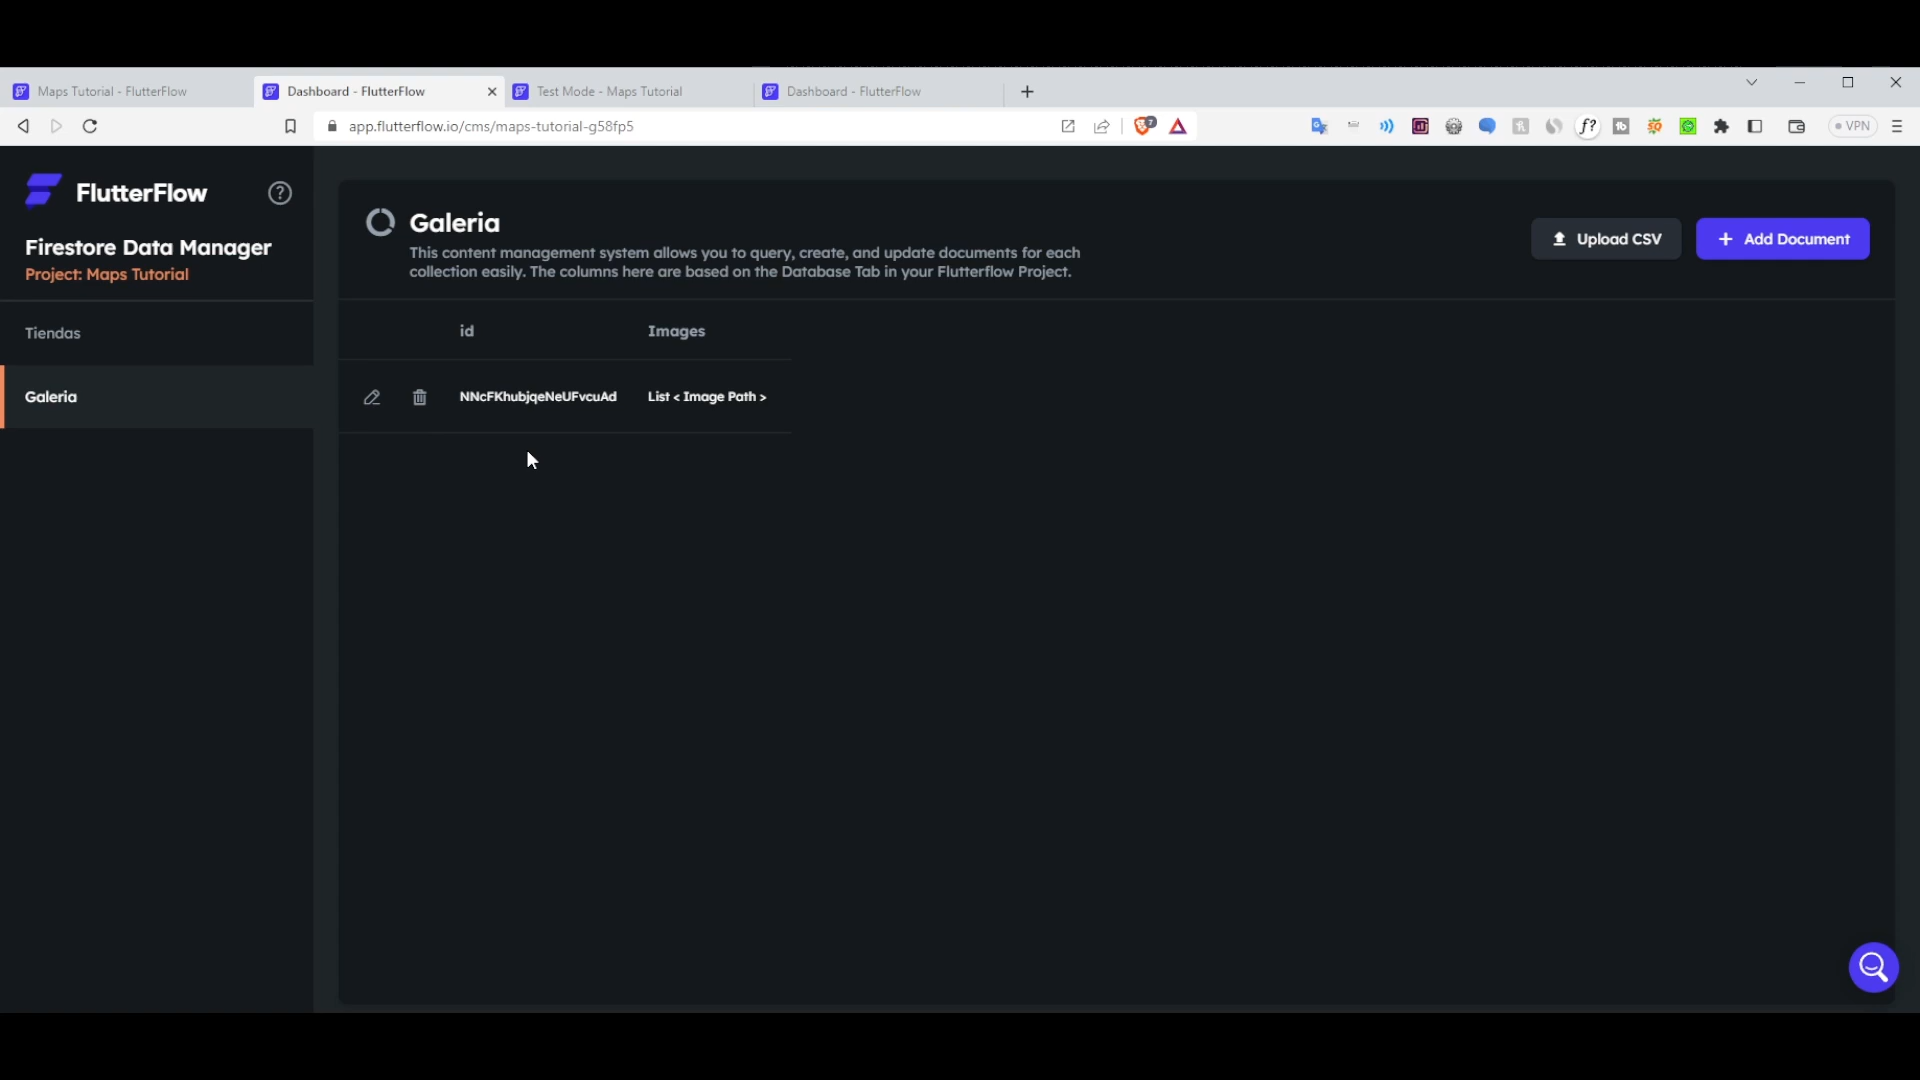 Maps Tutorial - FlutterFlow
Dashboard - FlutterFlow
Test Mode - Maps Tutorial
Dashboard - FlutterFlow
app.flutterflow.io/cms/maps-tutorial-g58fp5
7
f?
tb
VPN
FlutterFlow
?
Firestore Data Manager
Project: Maps Tutorial
Tiendas
Galeria
Galeria
This content management system allows you to query, create, and update documents for each
collection easily. The columns here are based on the Database Tab in your Flutterflow Project.
Upload CSV
+ Add Document
id Images
NNcFKhubjqeNeUFvcuAd List < Image Path >